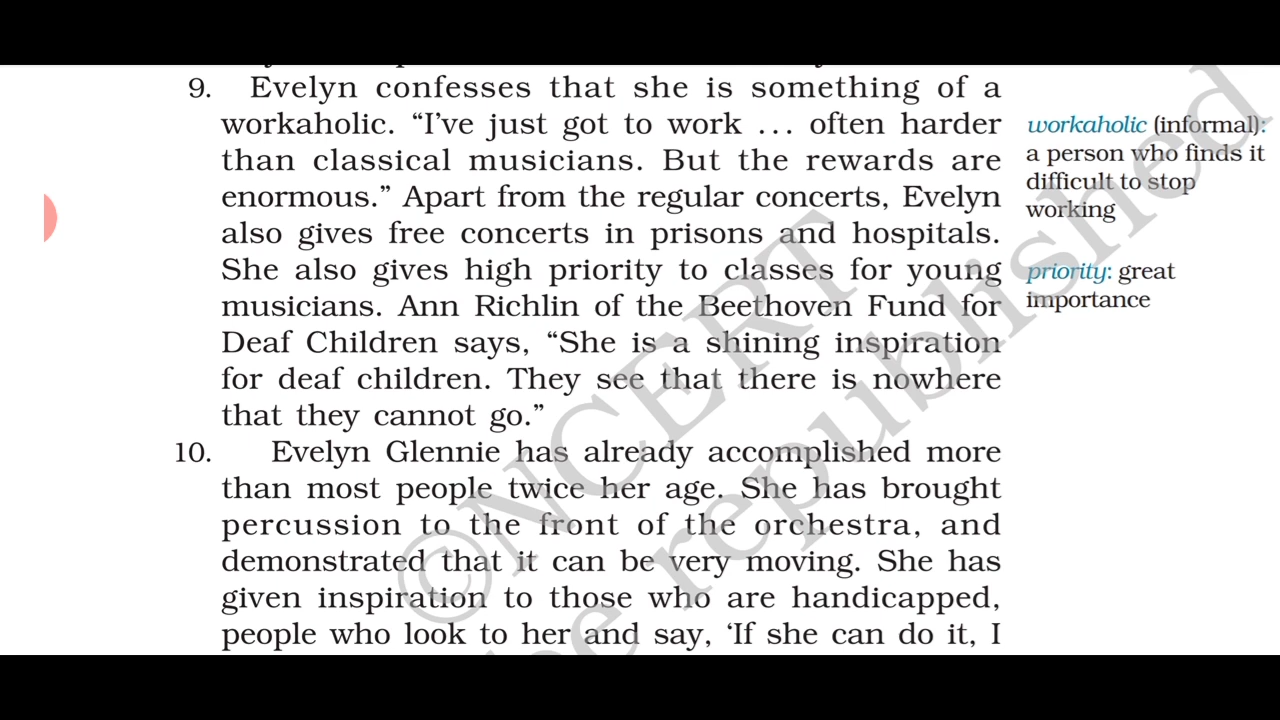 9. Evelyn confesses that she is something of a
workaholic. “I’ve just got to work ... often harder
than classical musicians. But the rewards are
enormous.” Apart from the regular concerts, Evelyn
also gives free concerts in prisons and hospitals.
She also gives high priority to classes for young
musicians. Ann Richlin of the Beethoven Fund for
Deaf Children says, “She is a shining inspiration
for deaf children. They see that there is nowhere
that they cannot go.”
10. Evelyn Glennie has already accomplished more
than most people twice her age. She has brought
percussion to the front of the orchestra, and
demonstrated that it can be very moving. She has
given inspiration to those who are handicapped,
people who look to her and say, ‘If she can do it, I
workaholic (informal):
a person who finds it
difficult to stop
working
priority: great
importance
©NCERT
be republished